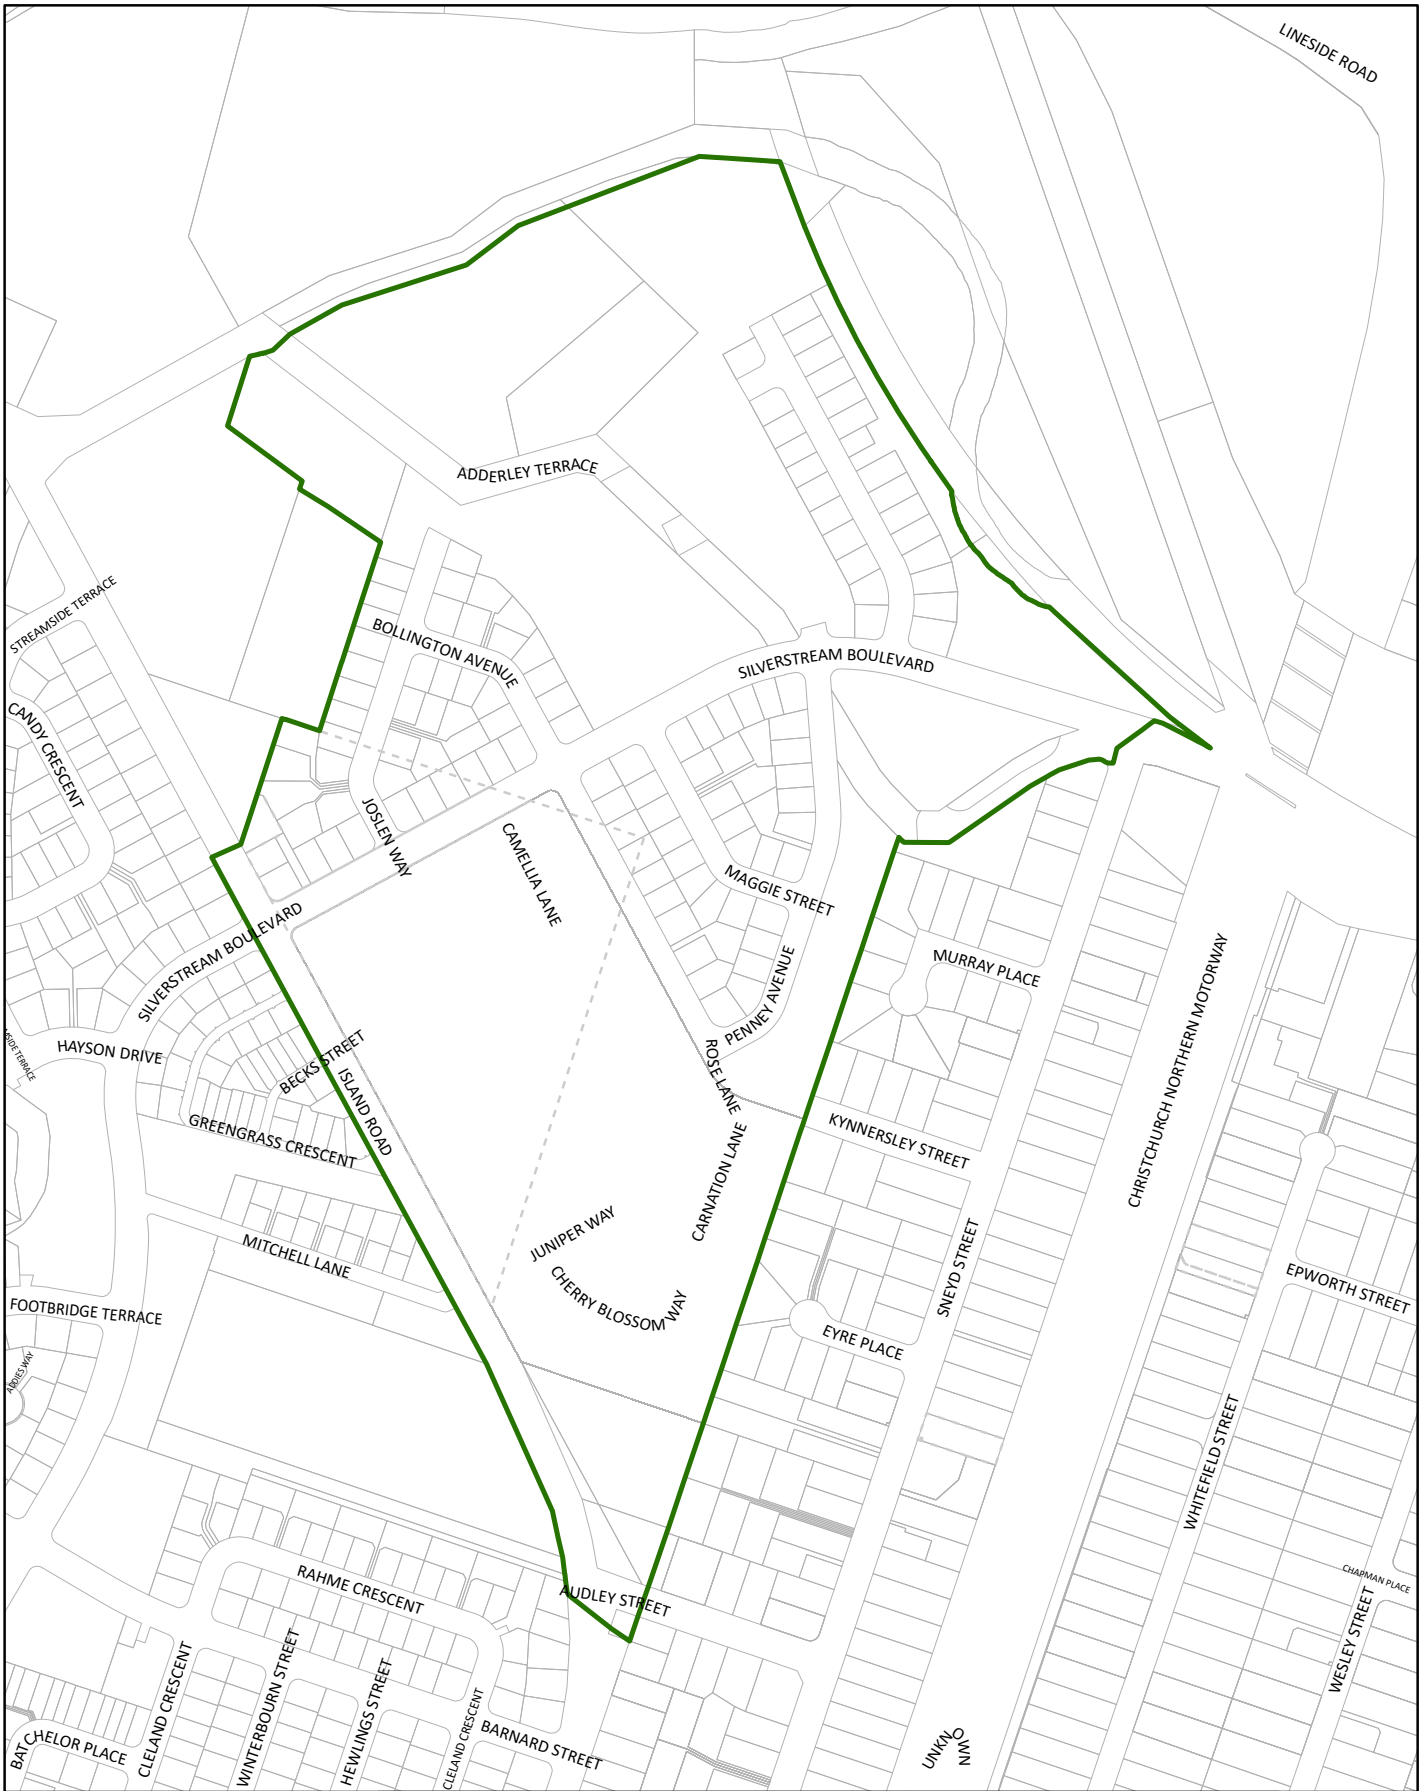 LINESIDE ROAD
ADDERLEY TERRACE
STREAMSIDE TERRACE
BOLLINGTON AVENUE
SILVERSTREAM BOULEVARD
CANDY CRESCENT
JOSLEN WAY
CAMELLIA LANE
MAGGIE STREET
SILVERSTREAM BOULEVARD
MURRAY PLACE
PENNEY AVENUE
CHRISTCHURCH NORTHERN MOTORWAY
HAYSON DRIVE
BECKS STREET
ISLAND ROAD
ROSE LANE
GREENGRASS CRESCENT
KYNNERSLEY STREET
CARNATION LANE
JUNIPER WAY
MITCHELL LANE
CHERRY BLOSSOM WAY
SNEYD STREET
EPWORTH STREET
FOOTBRIDGE TERRACE
EYRE PLACE
ADDIES WAY
WHITEFIELD STREET
RAHME CRESCENT
AUDLEY STREET
CHAPMAN PLACE
WESLEY STREET
CLELAND CRESCENT
WINTERBOURN STREET
HEWLINGS STREET
CLELAND CRESCENT
BARNARD STREET
BATCHELOR PLACE
UNKNOWN